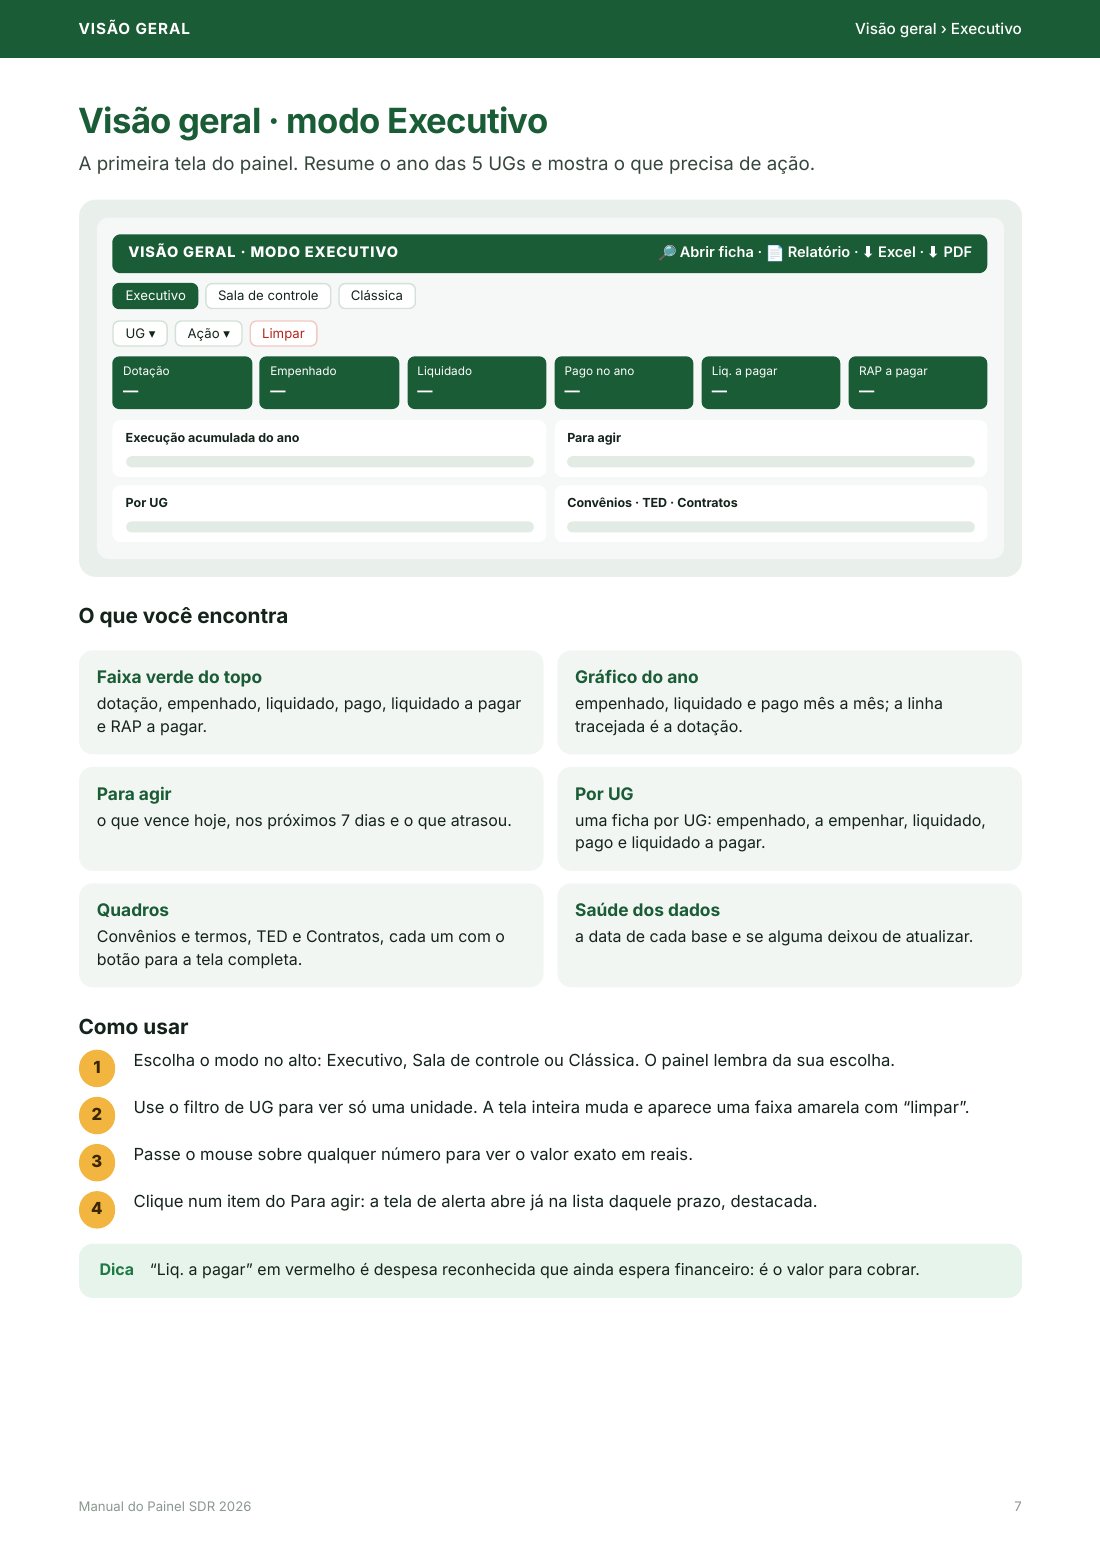 VISÃO GERAL
Visão geral › Executivo
Visão geral · modo Executivo
A primeira tela do painel. Resume o ano das 5 UGs e mostra o que precisa de ação.
VISÃO GERAL · MODO EXECUTIVO
🔎 Abrir ficha · 📄 Relatório · ⬇ Excel · ⬇ PDF
Executivo
Sala de controle
Clássica
UG ▾
Ação ▾
Limpar
Dotação
—
Empenhado
—
Liquidado
—
Pago no ano
—
Liq. a pagar
—
RAP a pagar
—
Execução acumulada do ano
Para agir
Por UG
Convênios · TED · Contratos
O que você encontra
Faixa verde do topo
dotação, empenhado, liquidado, pago, liquidado a pagar
e RAP a pagar.
Gráfico do ano
empenhado, liquidado e pago mês a mês; a linha
tracejada é a dotação.
Para agir
o que vence hoje, nos próximos 7 dias e o que atrasou.
Por UG
uma ficha por UG: empenhado, a empenhar, liquidado,
pago e liquidado a pagar.
Quadros
Convênios e termos, TED e Contratos, cada um com o
botão para a tela completa.
Saúde dos dados
a data de cada base e se alguma deixou de atualizar.
Como usar
1 Escolha o modo no alto: Executivo, Sala de controle ou Clássica. O painel lembra da sua escolha.
2 Use o filtro de UG para ver só uma unidade. A tela inteira muda e aparece uma faixa amarela com “limpar”.
3 Passe o mouse sobre qualquer número para ver o valor exato em reais.
4 Clique num item do Para agir: a tela de alerta abre já na lista daquele prazo, destacada.
Dica “Liq. a pagar” em vermelho é despesa reconhecida que ainda espera financeiro: é o valor para cobrar.
Manual do Painel SDR 2026
7